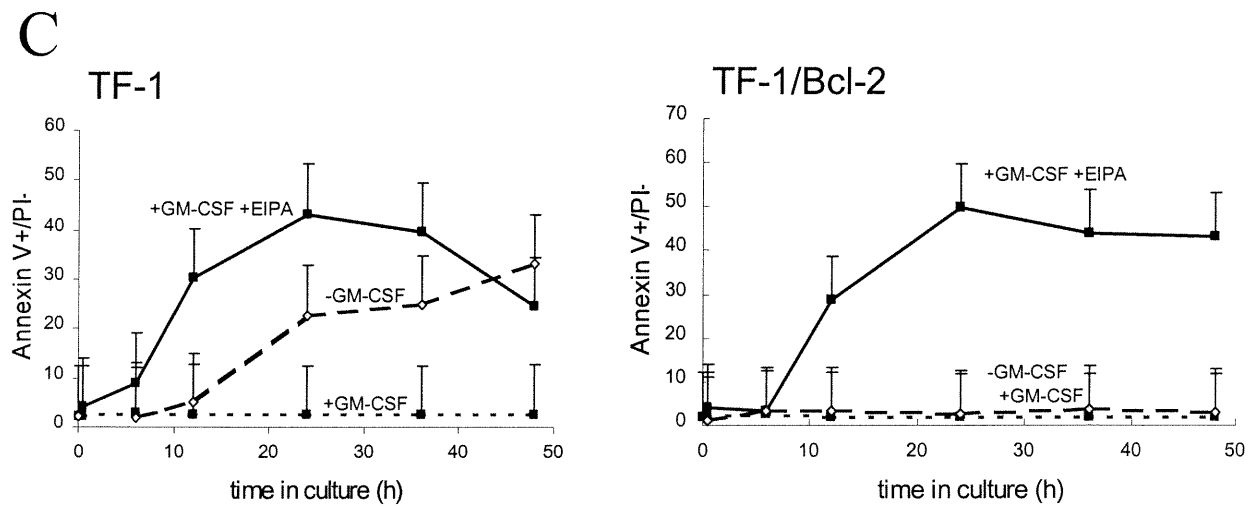 C
TF-1
60
50
40
30
20
10
0
Annexin V+/PI-
+GM-CSF +EIPA
-GM-CSF
+GM-CSF
0
10
20
30
40
50
time in culture (h)
TF-1/Bcl-2
70
60
50
40
30
20
10
0
Annexin V+/PI-
+GM-CSF +EIPA
-GM-CSF
+GM-CSF
0
10
20
30
40
50
time in culture (h)